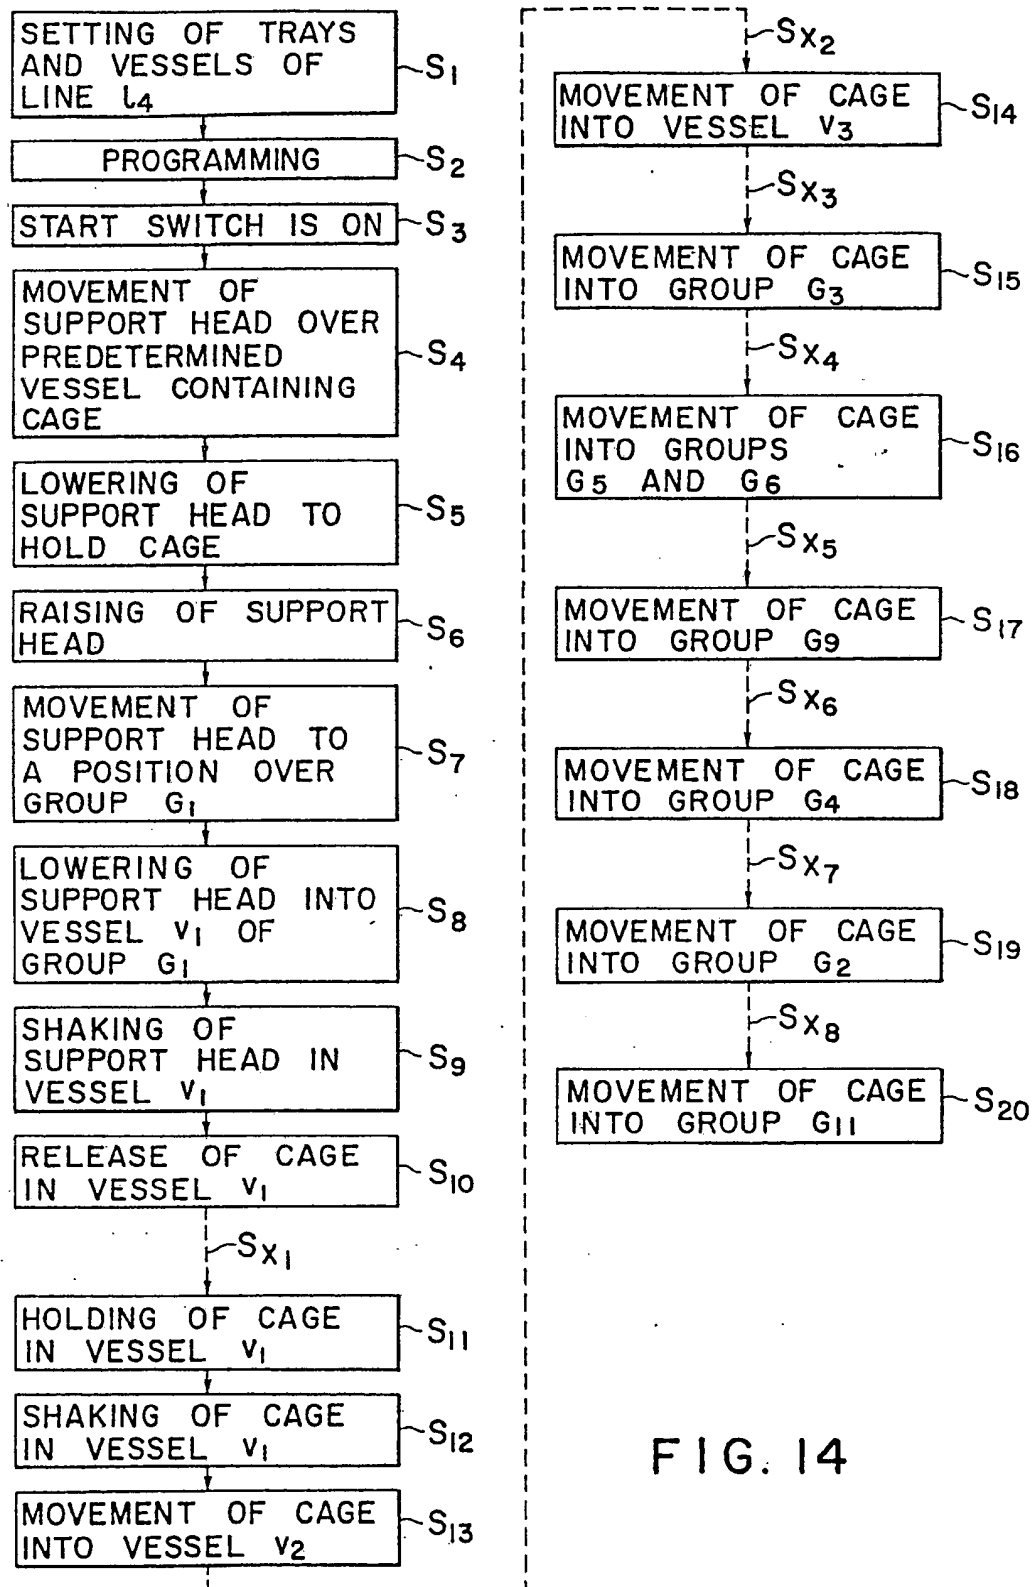 SETTING OF TRAYS
AND VESSELS OF
LINE l4
S1
PROGRAMMING
S2
START SWITCH IS ON
S3
MOVEMENT OF
SUPPORT HEAD OVER
PREDETERMINED
VESSEL CONTAINING
CAGE
S4
LOWERING OF
SUPPORT HEAD TO
HOLD CAGE
S5
RAISING OF SUPPORT
HEAD
S6
MOVEMENT OF
SUPPORT HEAD TO
A POSITION OVER
GROUP G1
S7
LOWERING OF
SUPPORT HEAD INTO
VESSEL V1 OF
GROUP G1
S8
SHAKING OF
SUPPORT HEAD IN
VESSEL V1
S9
RELEASE OF CAGE
IN VESSEL V1
S10
SX1
HOLDING OF CAGE
IN VESSEL V1
S11
SHAKING OF CAGE
IN VESSEL V1
S12
MOVEMENT OF CAGE
INTO VESSEL V2
S13
SX2
MOVEMENT OF CAGE
INTO VESSEL V3
S14
SX3
MOVEMENT OF CAGE
INTO GROUP G3
S15
SX4
MOVEMENT OF CAGE
INTO GROUPS
G5 AND G6
S16
SX5
MOVEMENT OF CAGE
INTO GROUP G9
S17
SX6
MOVEMENT OF CAGE
INTO GROUP G4
S18
SX7
MOVEMENT OF CAGE
INTO GROUP G2
S19
SX8
MOVEMENT OF CAGE
INTO GROUP G11
S20
FIG. 14